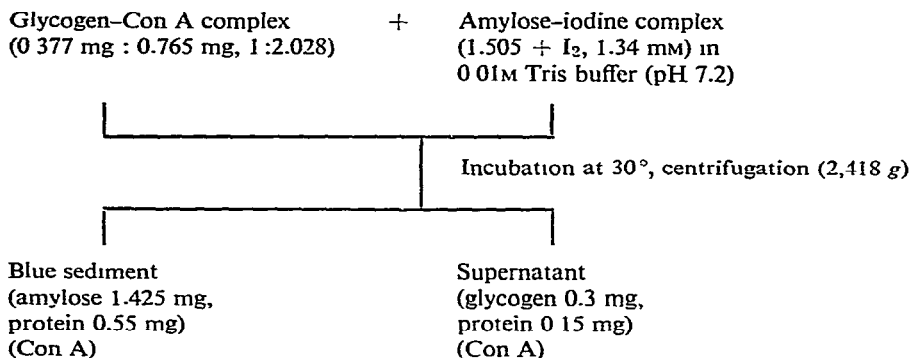 Glycogen–Con A complex + Amylose–iodine complex
(0 377 mg : 0.765 mg, 1:2.028) (1.505 + I₂, 1.34 mM) in
0 01M Tris buffer (pH 7.2)
Incubation at 30°, centrifugation (2,418 g)
Blue sediment
(amylose 1.425 mg,
protein 0.55 mg)
(Con A)
Supernatant
(glycogen 0.3 mg,
protein 0 15 mg)
(Con A)